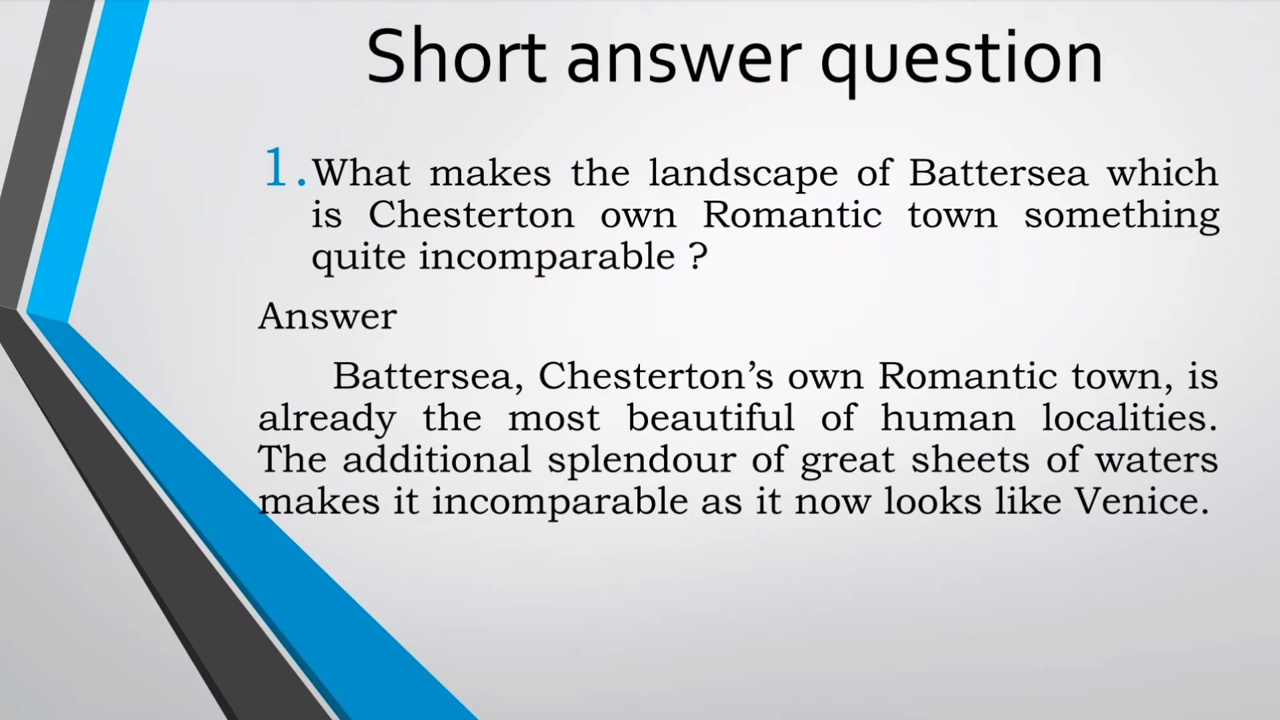 Short answer question
1. What makes the landscape of Battersea which
is Chesterton own Romantic town something
quite incomparable ?
Answer
Battersea, Chesterton’s own Romantic town, is
already the most beautiful of human localities.
The additional splendour of great sheets of waters
makes it incomparable as it now looks like Venice.